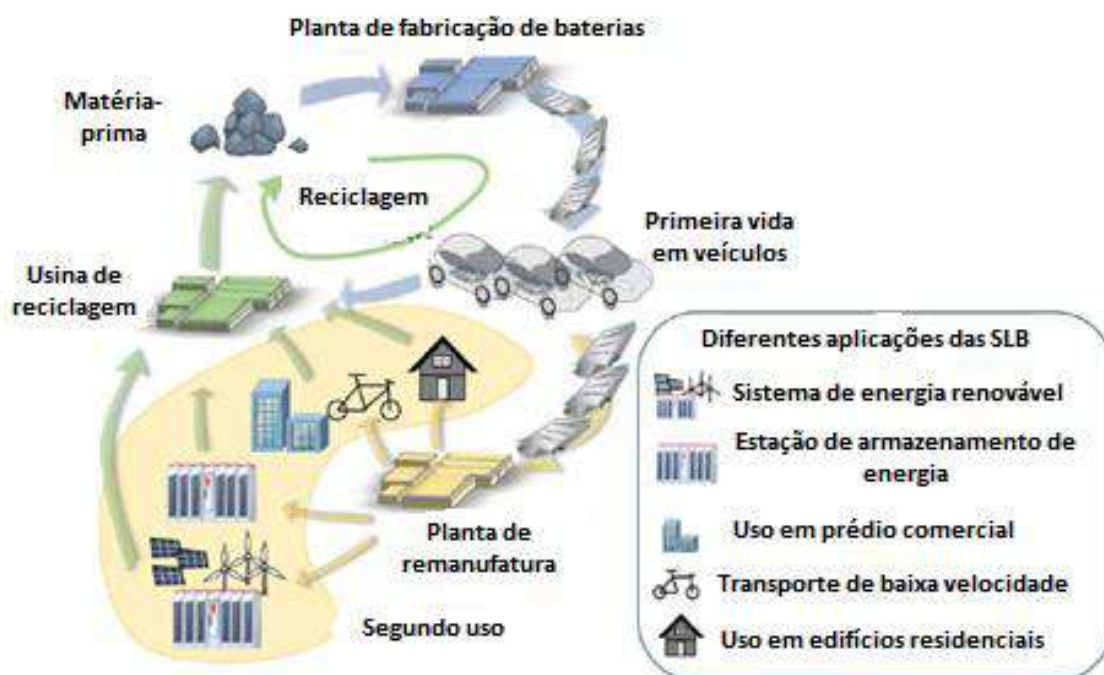 Planta de fabricação de baterias
Matéria-
prima
Reciclagem
Primeira vida
em veículos
Usina de
reciclagem
Diferentes aplicações das SLB
Sistema de energia renovável
Estação de armazenamento de
energia
Uso em prédio comercial
Transporte de baixa velocidade
Uso em edifícios residenciais
Planta de
remanufatura
Segundo uso